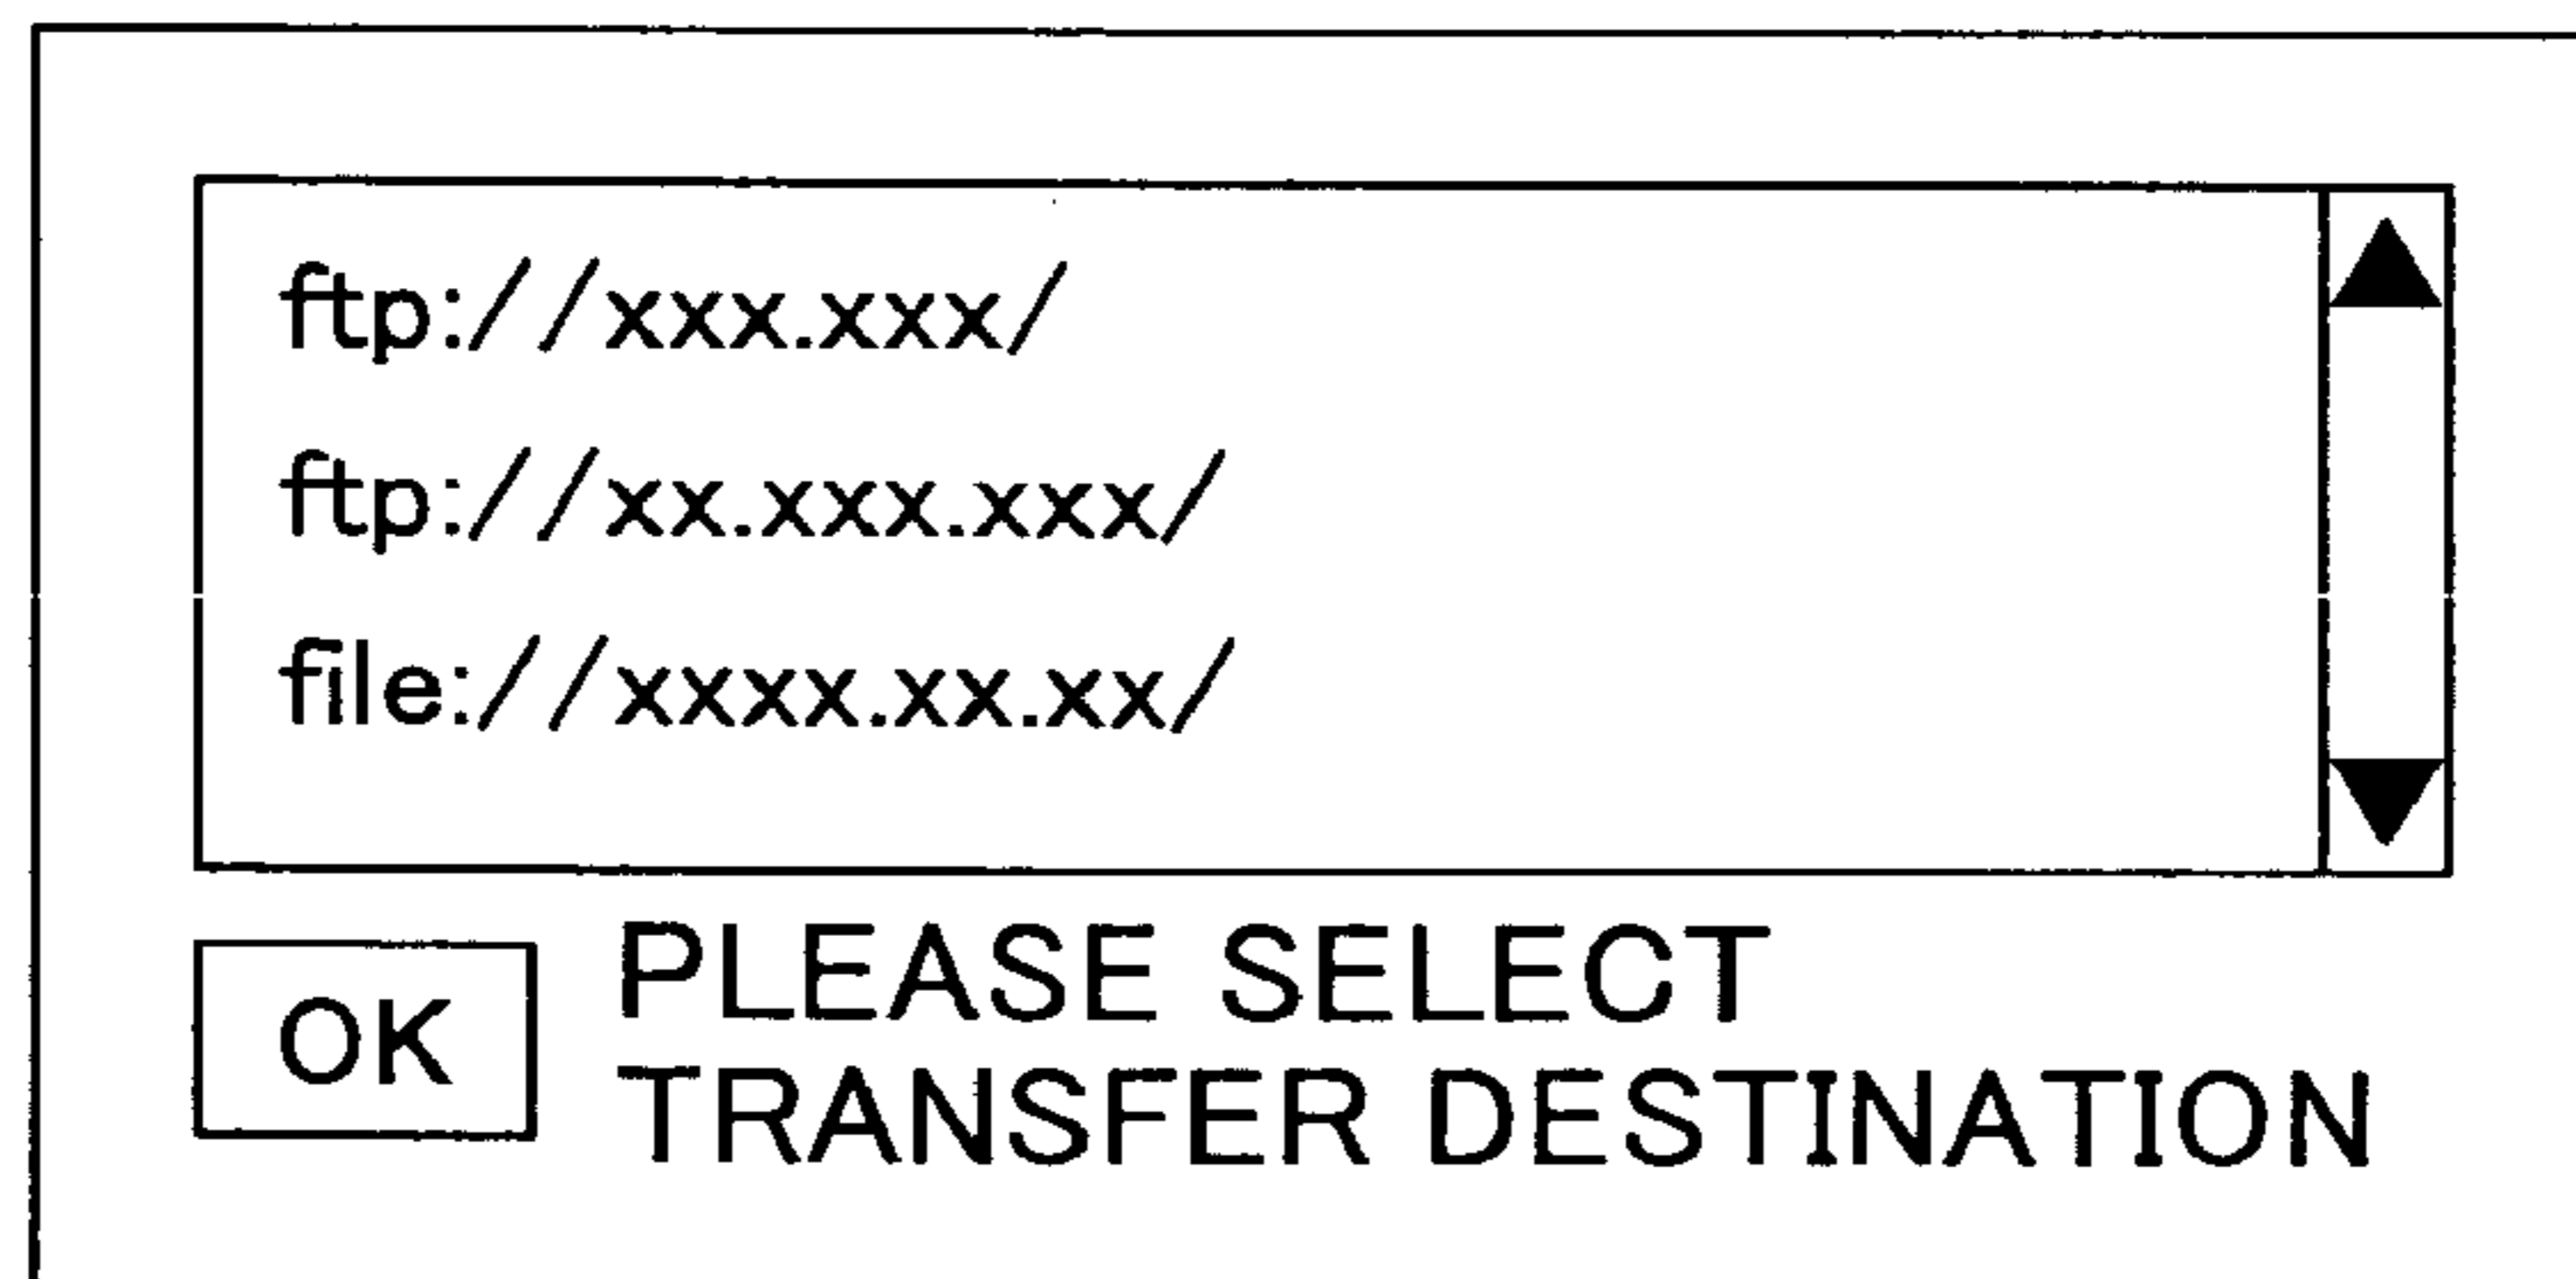 ftp://xxx.xxx/
ftp://xx.xxx.xxx/
file://xxxx.xx.xx/
OK
PLEASE SELECT
TRANSFER DESTINATION